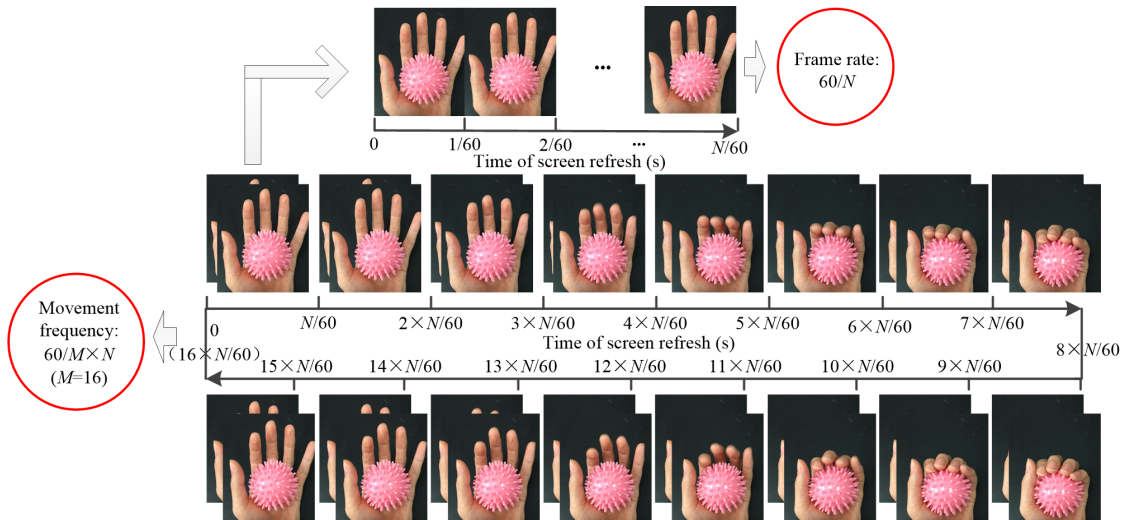 Frame rate:
60/N
...
0 1/60 2/60 ... N/60
Time of screen refresh (s)
Movement
frequency:
60/M×N
(M=16)
0 N/60 2×N/60 3×N/60 4×N/60 5×N/60 6×N/60 7×N/60
Time of screen refresh (s)
8×N/60
（16×N/60）
15×N/60 14×N/60 13×N/60 12×N/60 11×N/60 10×N/60 9×N/60